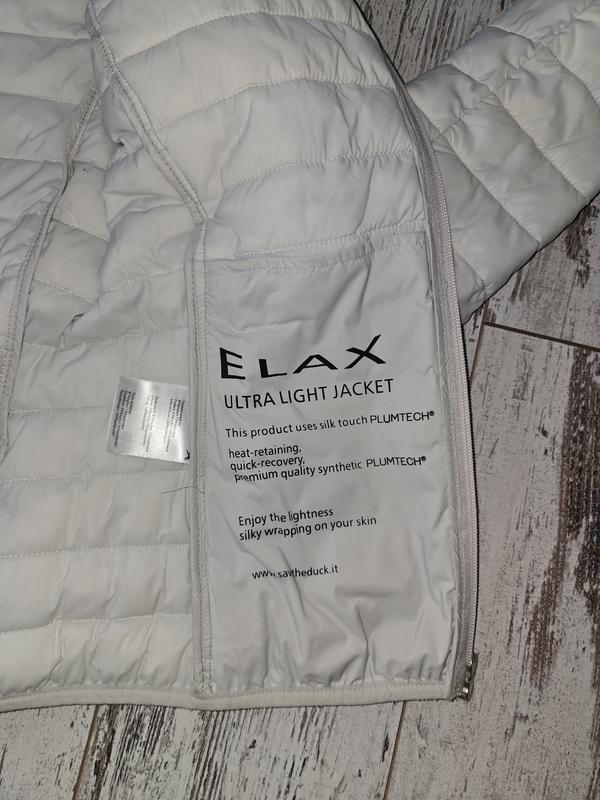 ELAX
ULTRA LIGHT JACKET
This product uses silk touch PLUMTECH®
heat-retaining,
quick-recovery,
premium quality synthetic PLUMTECH®
Enjoy the lightness
silky wrapping on your skin
www.savetheduck.it